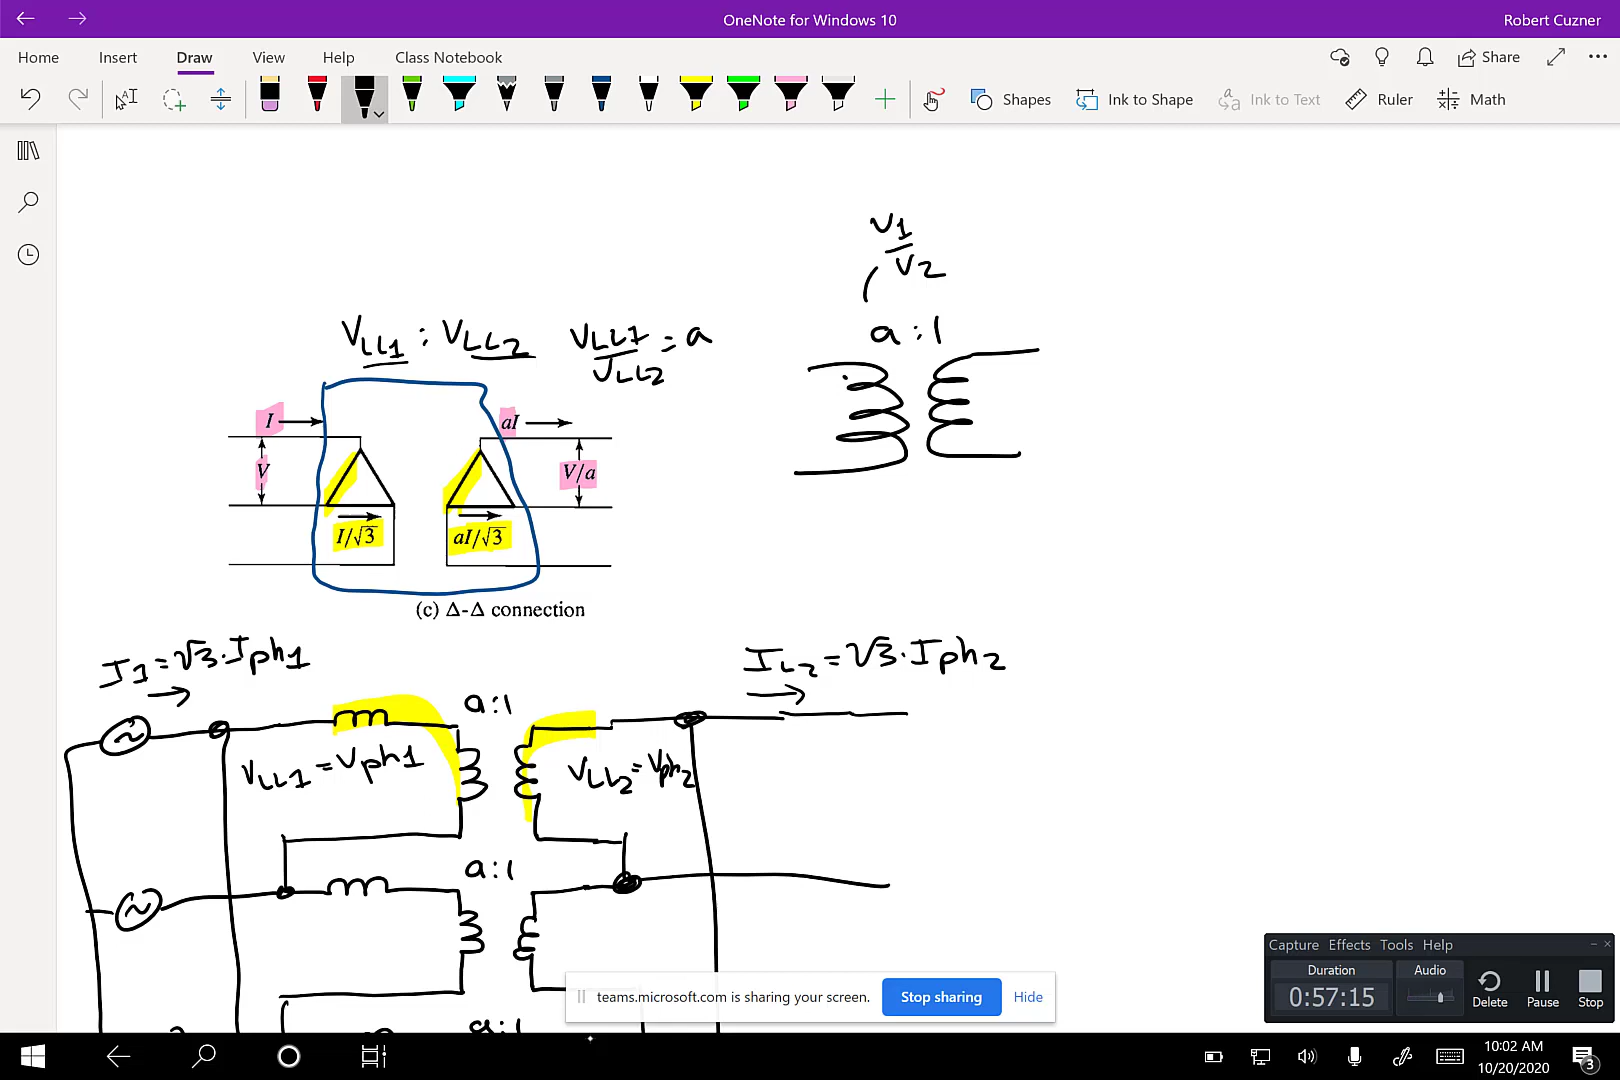 OneNote for Windows 10
Robert Cuzner
Home Insert Draw View Help Class Notebook
Share
Shapes Ink to Shape Ink to Text Ruler Math
V1
V2
VLL1 : VLL2
VLL1 = a
VLL2
a : 1
I
aI
V
V/a
I/√3
aI/√3
(c) Δ-Δ connection
I1 = √3 · Iph1
IL2 = √3 · Iph2
a:1
VLL1 = Vph1
VLL2 = Vph2
a:1
a:1
Capture Effects Tools Help
Duration
Audio
0:57:15
Delete Pause Stop
teams.microsoft.com is sharing your screen.
Stop sharing
Hide
10:02 AM
10/20/2020
3